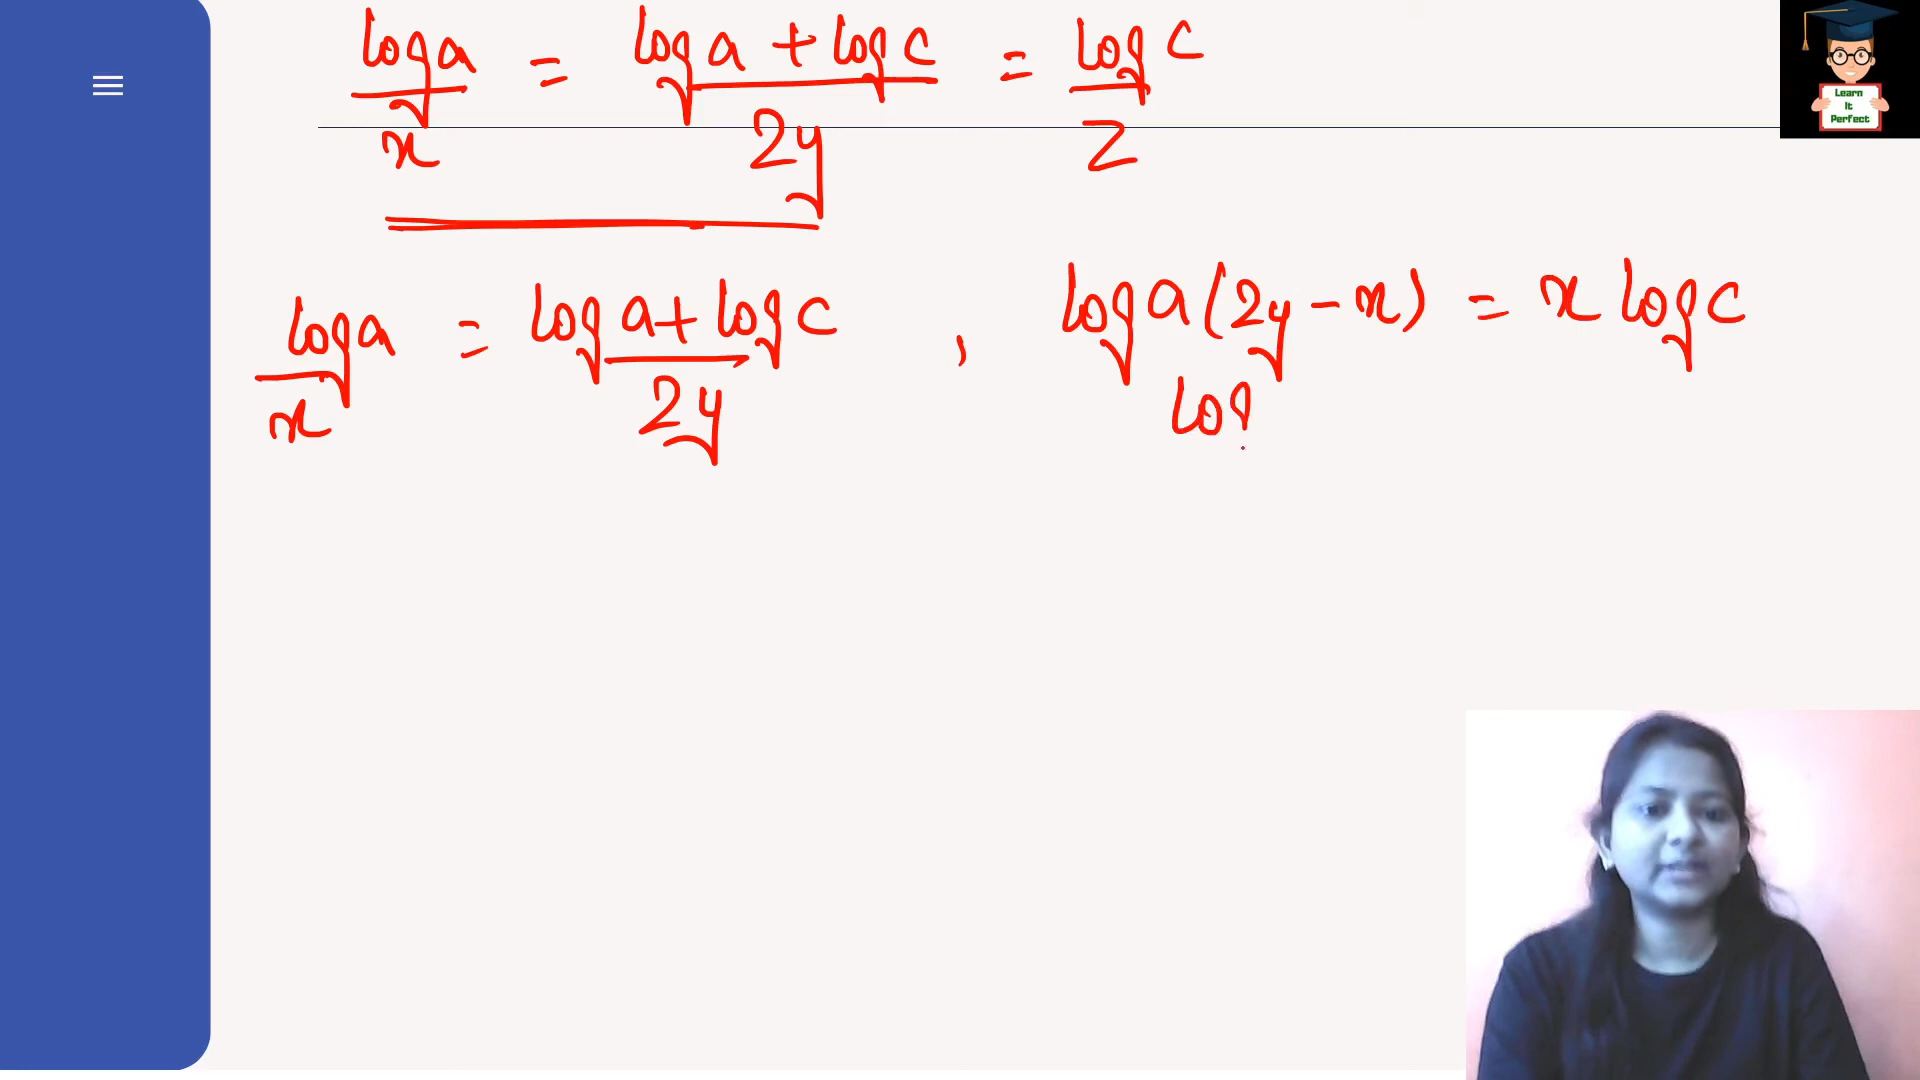 log a / x = (log a + log c) / 2y = log c / z
log a / x = (log a + log c) / 2y , log a (2y - x) = x log c
log
Learn
It
Perfect